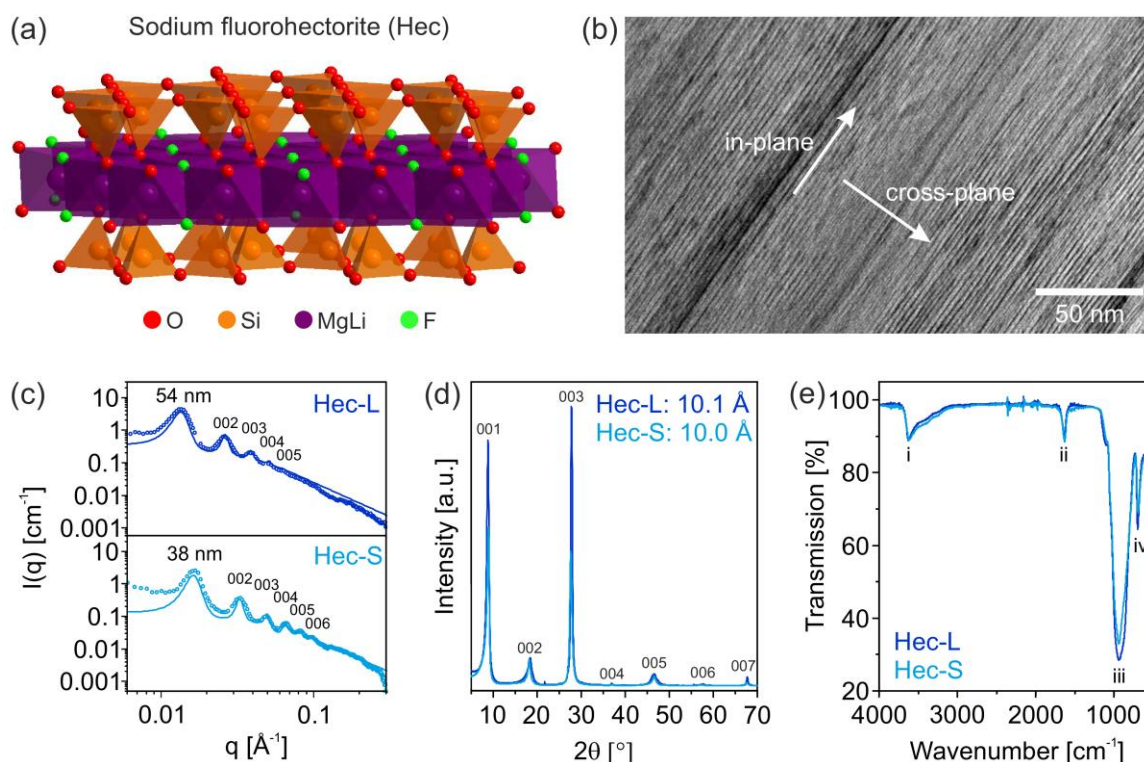 (a)
Sodium fluorohectorite (Hec)
O Si MgLi F
(b)
in-plane
cross-plane
50 nm
(c)
54 nm
Hec-L
002
003
004
005
10
1
0.1
0.01
0.001
38 nm
Hec-S
002
003
004
005
006
10
1
0.1
0.01
0.001
I(q) [cm⁻¹]
0.01 0.1
q [Å⁻¹]
(d)
Hec-L: 10.1 Å
Hec-S: 10.0 Å
001
002
003
004
005
006
007
Intensity [a.u.]
10 20 30 40 50 60 70
2θ [°]
(e)
100
80
60
40
20
Transmission [%]
i
ii
iii
iv
Hec-L
Hec-S
4000 3000 2000 1000
Wavenumber [cm⁻¹]